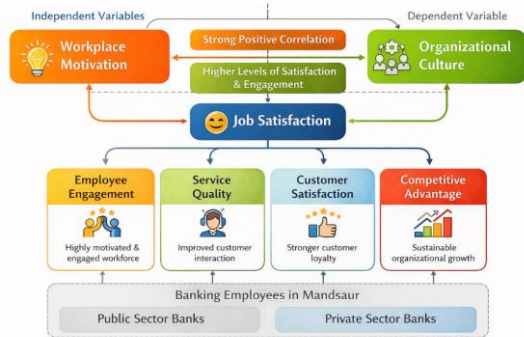 Independent Variables
Dependent Variable
Workplace
Motivation
Strong Positive Correlation
Organizational
Culture
Higher Levels of Satisfaction
& Engagement
Job Satisfaction
Employee
Engagement
Highly motivated &
engaged workforce
Service
Quality
Improved customer
interaction
Customer
Satisfaction
Stronger customer
loyalty
Competitive
Advantage
Sustainable
organizational growth
Banking Employees in Mandsaur
Public Sector Banks
Private Sector Banks